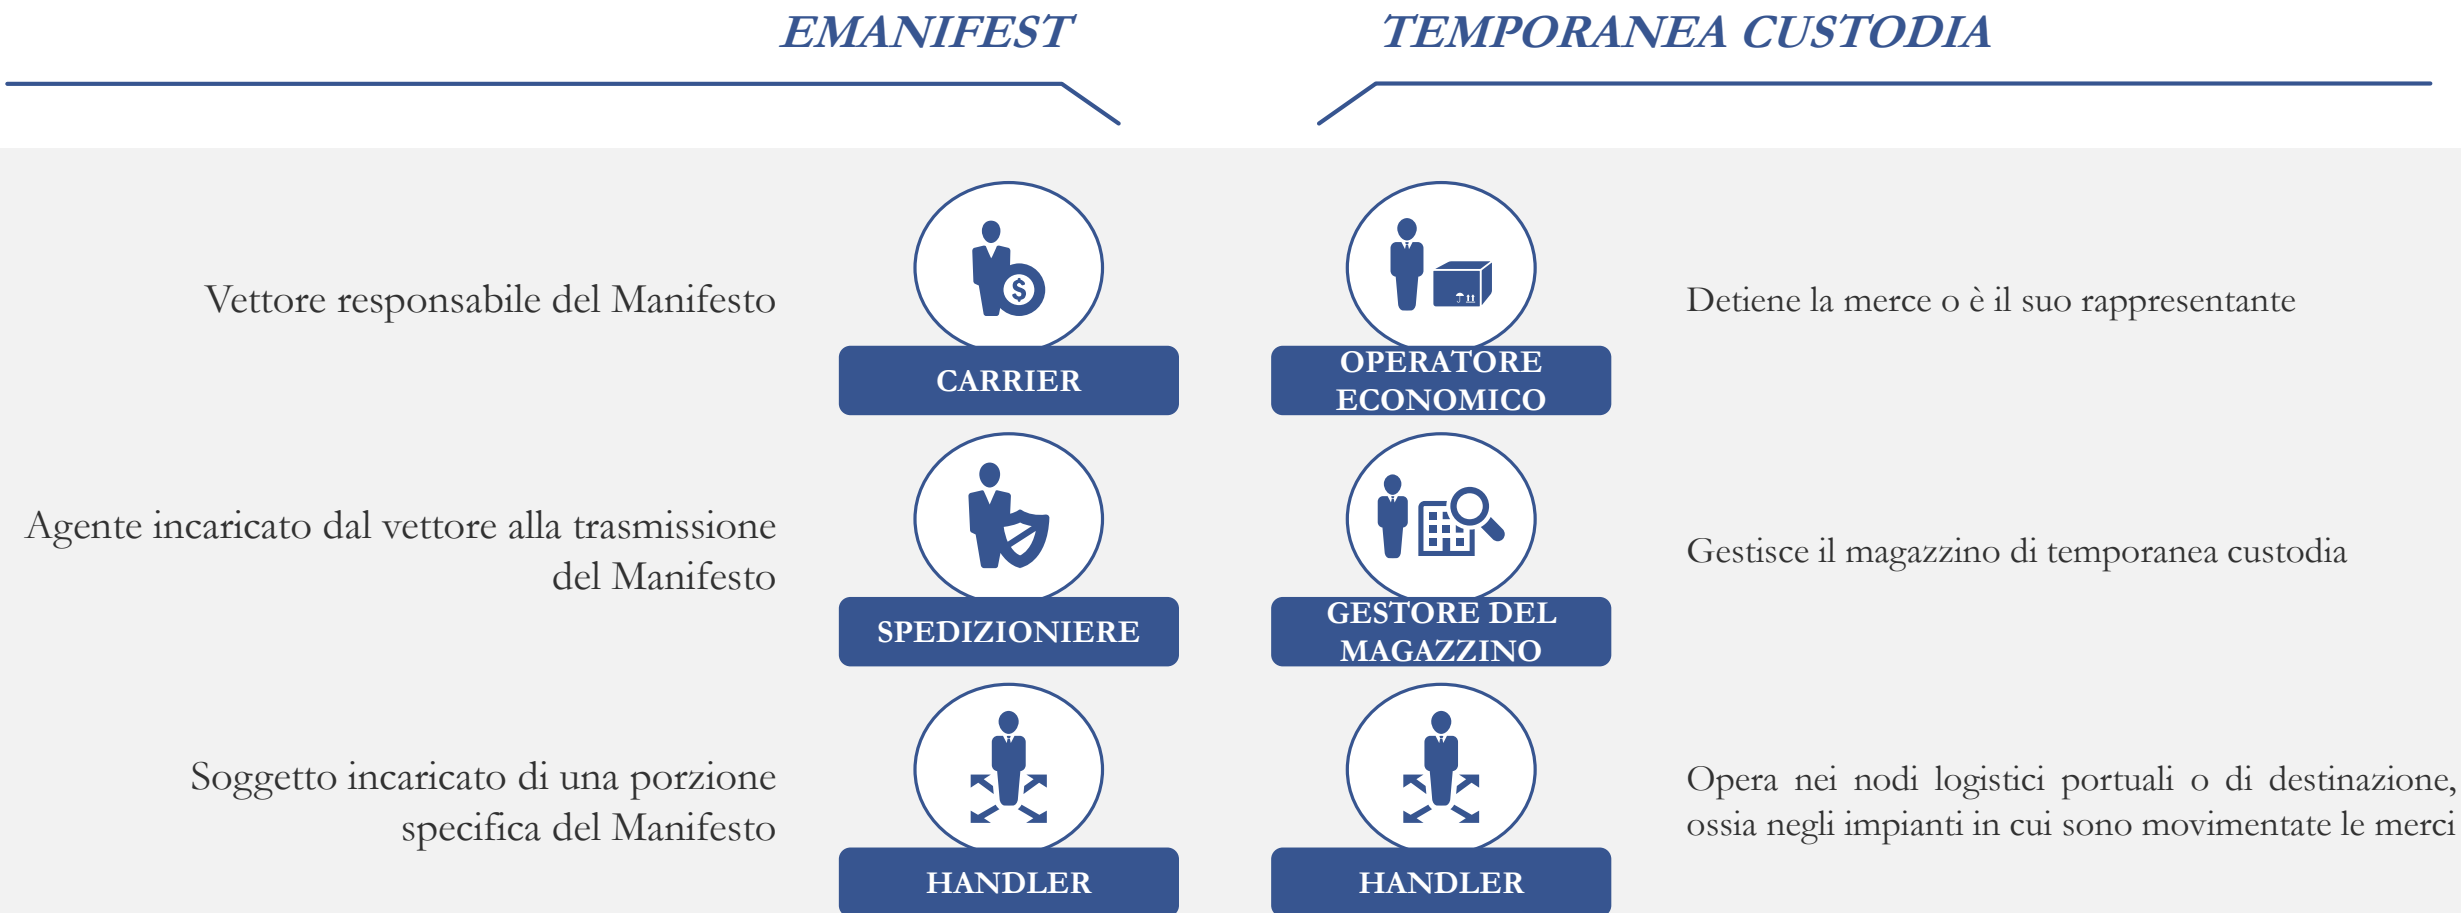 EMANIFEST
TEMPORANEA CUSTODIA
Vettore responsabile del Manifesto
$
CARRIER
OPERATORE
ECONOMICO
Detiene la merce o è il suo rappresentante
Agente incaricato dal vettore alla trasmissione
del Manifesto
SPEDIZIONIERE
GESTORE DEL
MAGAZZINO
Gestisce il magazzino di temporanea custodia
Soggetto incaricato di una porzione
specifica del Manifesto
HANDLER
HANDLER
Opera nei nodi logistici portuali o di destinazione,
ossia negli impianti in cui sono movimentate le merci